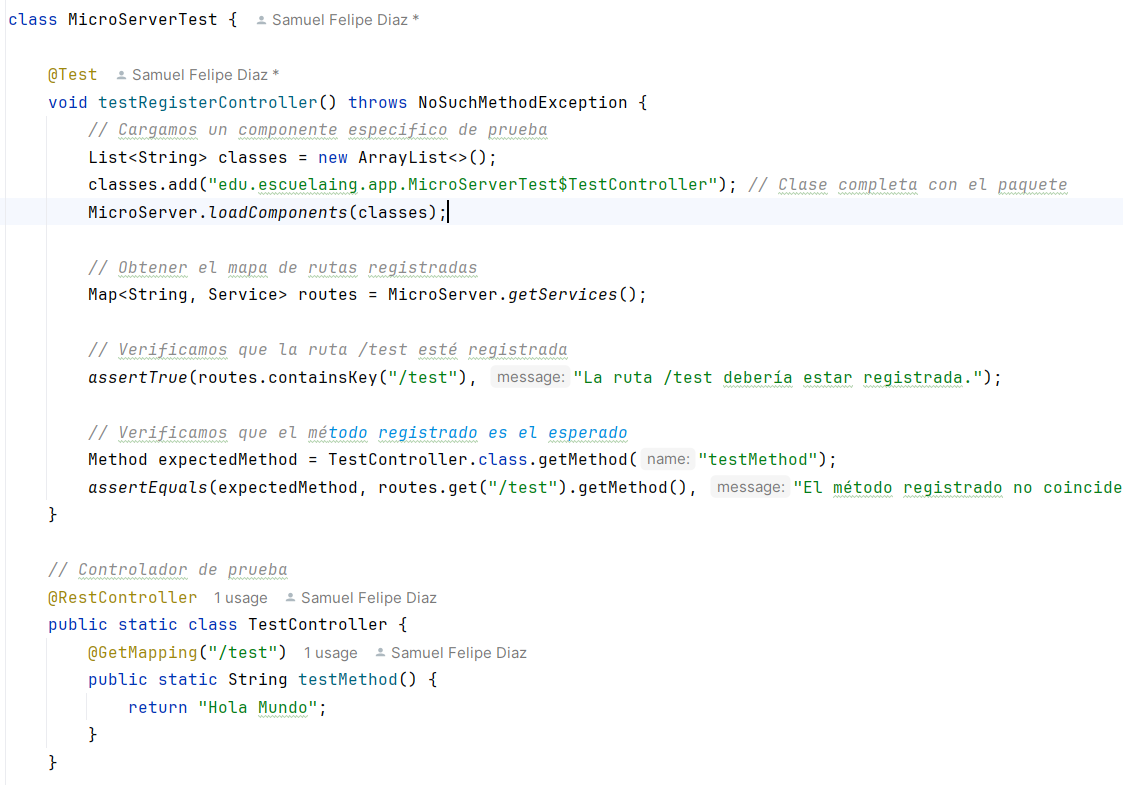 class MicroServerTest {  Samuel Felipe Diaz *
@Test  Samuel Felipe Diaz *
void testRegisterController() throws NoSuchMethodException {
// Cargamos un componente especifico de prueba
List<String> classes = new ArrayList<>();
classes.add("edu.escuelaing.app.MicroServerTest$TestController"); // Clase completa con el paquete
MicroServer.loadComponents(classes);
// Obtener el mapa de rutas registradas
Map<String, Service> routes = MicroServer.getServices();
// Verificamos que la ruta /test esté registrada
assertTrue(routes.containsKey("/test"), message: "La ruta /test debería estar registrada.");
// Verificamos que el método registrado es el esperado
Method expectedMethod = TestController.class.getMethod( name: "testMethod");
assertEquals(expectedMethod, routes.get("/test").getMethod(), message: "El método registrado no coincide
}
// Controlador de prueba
@RestController 1 usage  Samuel Felipe Diaz
public static class TestController {
@GetMapping("/test") 1 usage  Samuel Felipe Diaz
public static String testMethod() {
return "Hola Mundo";
}
}